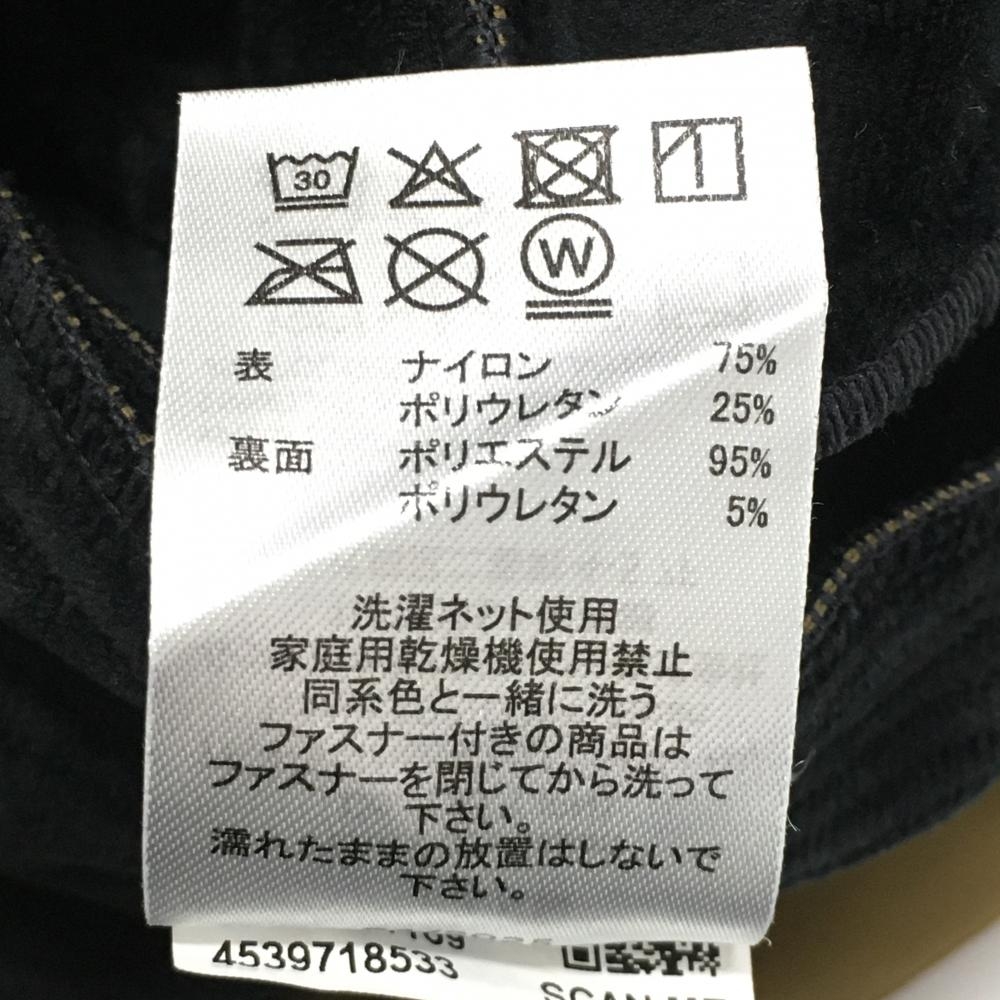 30
W
表 ナイロン 75%
ポリウレタン 25%
裏面 ポリエステル 95%
ポリウレタン 5%
洗濯ネット使用
家庭用乾燥機使用禁止
同系色と一緒に洗う
ファスナー付きの商品は
ファスナーを閉じてから洗って
下さい。
濡れたままの放置はしないで
下さい。
4539718533
SCAN ME